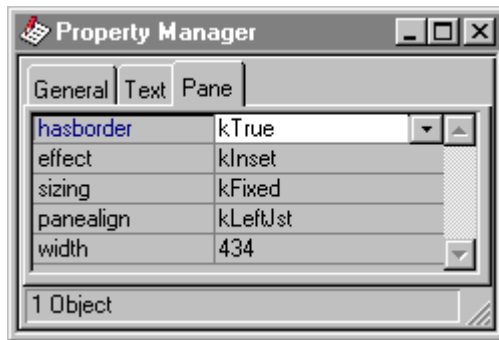 Property Manager
General Text Pane
hasborder kTrue
effect kInset
sizing kFixed
panealign kLeftJst
width 434
1 Object